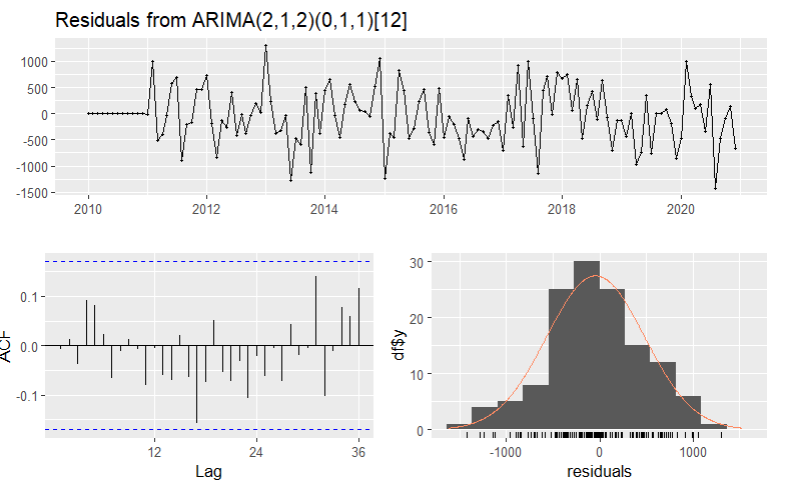 Residuals from ARIMA(2,1,2)(0,1,1)[12]
1000
500
0
-500
-1000
-1500
2010 2012 2014 2016 2018 2020
0.1
0.0
-0.1
ACF
12 24 36
Lag
30
20
10
0
df$y
-1000 0 1000
residuals